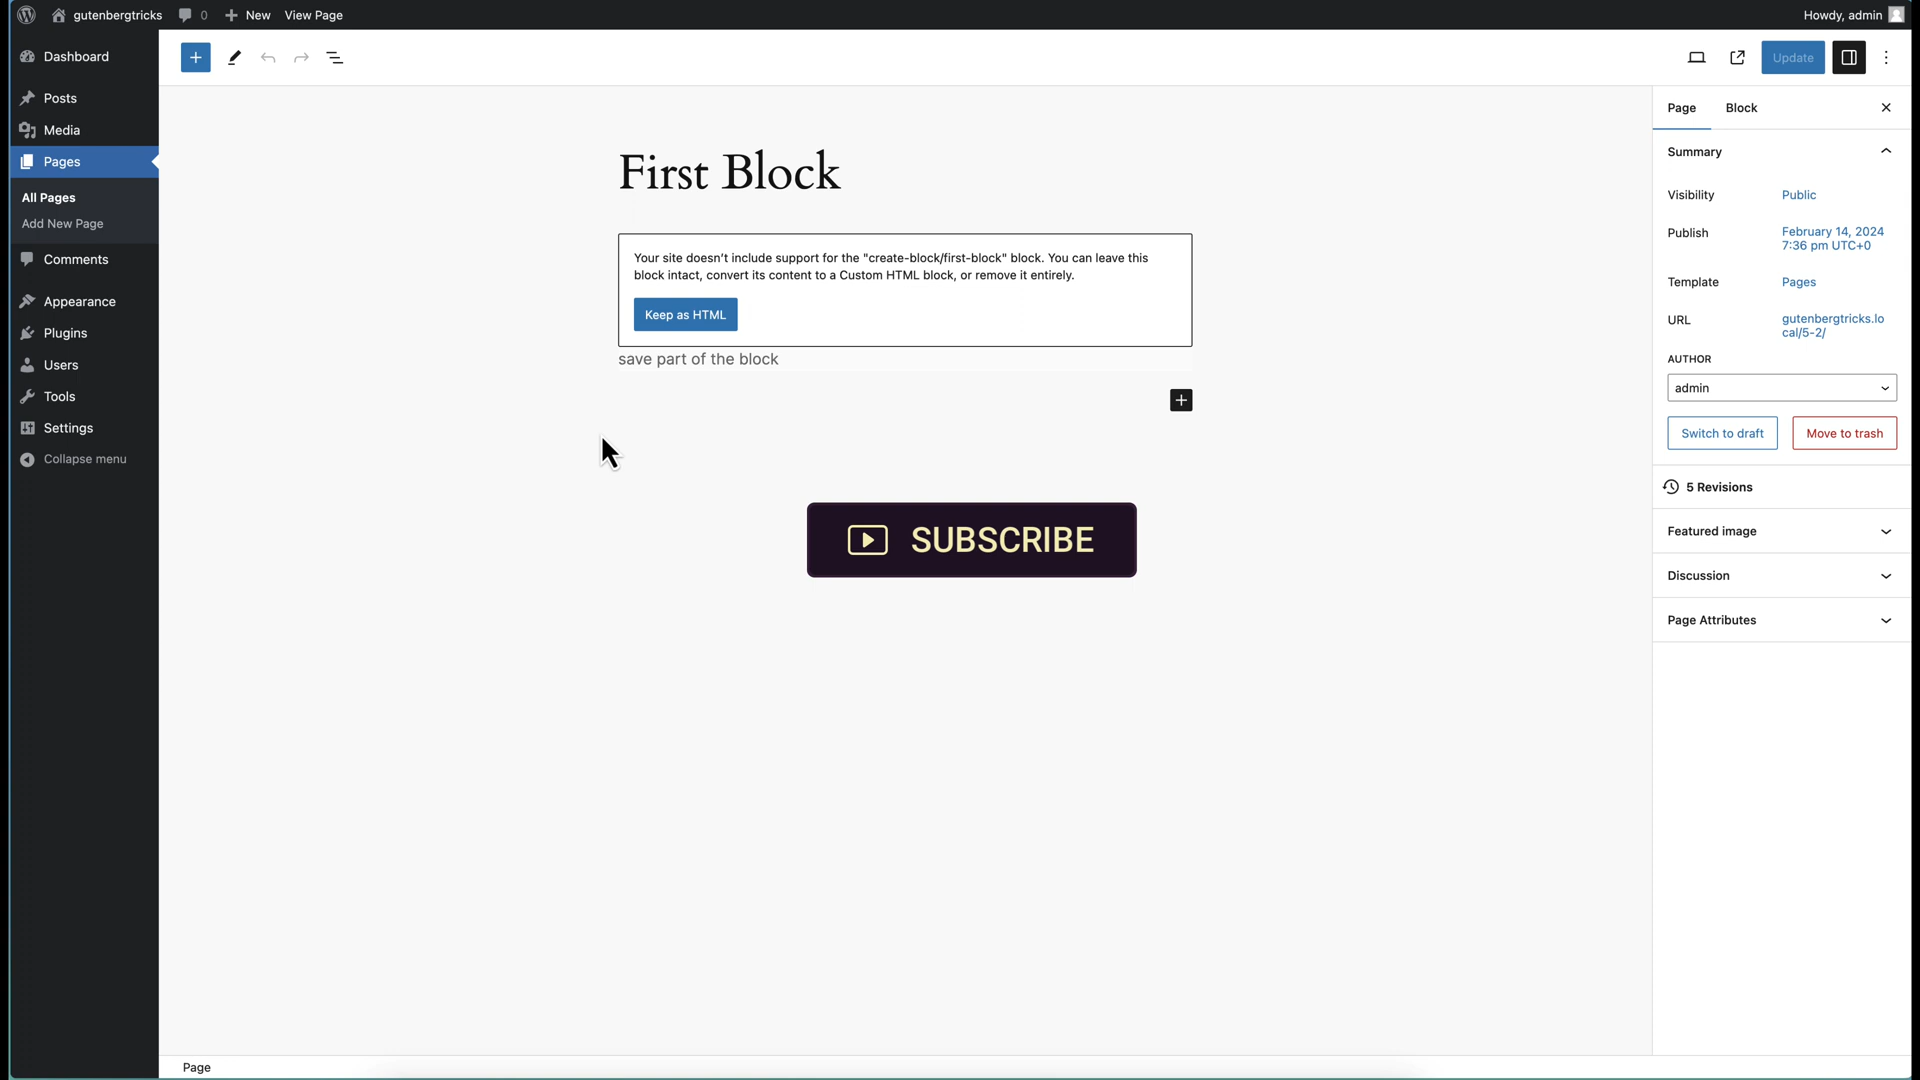 gutenbergtricks 0 New View Page Howdy, admin
Dashboard
Posts
Media
Pages
All Pages
Add New Page
Comments
Appearance
Plugins
Users
Tools
Settings
Collapse menu
Update
First Block
Your site doesn't include support for the "create-block/first-block" block. You can leave this
block intact, convert its content to a Custom HTML block, or remove it entirely.
Keep as HTML
save part of the block
SUBSCRIBE
Page Block
Summary
Visibility Public
Publish February 14, 2024
7:36 pm UTC+0
Template Pages
URL gutenbergtricks.lo
cal/5-2/
AUTHOR
admin
Switch to draft Move to trash
5 Revisions
Featured image
Discussion
Page Attributes
Page